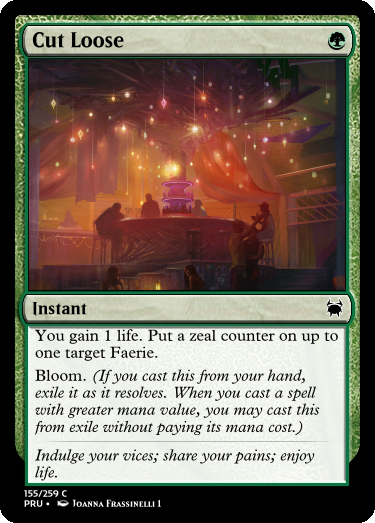 Cut Loose
Instant
You gain 1 life. Put a zeal counter on up to
one target Faerie.
Bloom. (If you cast this from your hand,
exile it as it resolves. When you cast a spell
with greater mana value, you may cast this
from exile without paying its mana cost.)
Indulge your vices; share your pains; enjoy
life.
155/259 C
PRU • Joanna Frassinelli 1